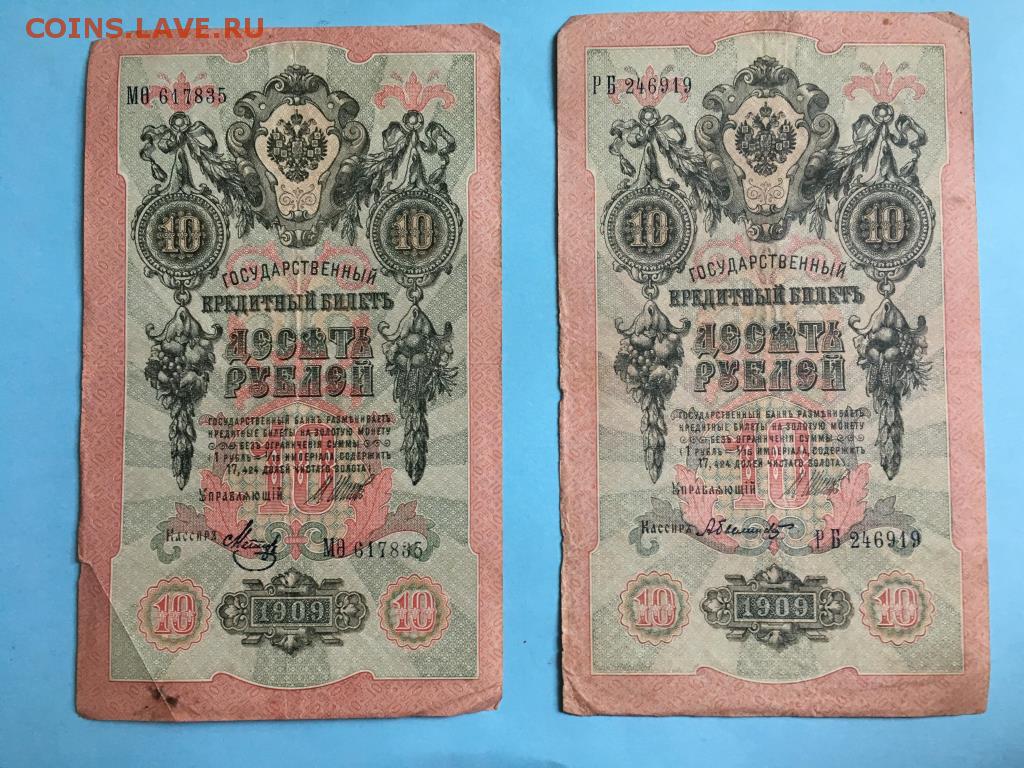 COINS.LAVE.RU
МѲ 617835
10
10
ГОСУДАРСТВЕННЫЙ
КРЕДИТНЫЙ БИЛЕТЪ
ДЕСЯТЬ
РУБЛЕЙ
ГОСУДАРСТВЕННЫЙ БАНКЪ РАЗМѢНИВАЕТЪ
КРЕДИТНЫЕ БИЛЕТЫ НА ЗОЛОТУЮ МОНЕТУ
БЕЗЪ ОГРАНИЧЕНІЯ СУММЫ
(1 РУБЛЬ = 1/15 ИМПЕРІАЛА, СОДЕРЖИТЪ
17,424 ДОЛЕЙ ЧИСТАГО ЗОЛОТА)
10
УПРАВЛЯЮЩІЙ
КАССИРЪ
МѲ 617835
10
1909
10
РБ 246919
10
10
ГОСУДАРСТВЕННЫЙ
КРЕДИТНЫЙ БИЛЕТЪ
ДЕСЯТЬ
РУБЛЕЙ
ГОСУДАРСТВЕННЫЙ БАНКЪ РАЗМѢНИВАЕТЪ
КРЕДИТНЫЕ БИЛЕТЫ НА ЗОЛОТУЮ МОНЕТУ
БЕЗЪ ОГРАНИЧЕНІЯ СУММЫ
(1 РУБЛЬ = 1/15 ИМПЕРІАЛА, СОДЕРЖИТЪ
17,424 ДОЛЕЙ ЧИСТАГО ЗОЛОТА)
10
УПРАВЛЯЮЩІЙ
КАССИРЪ
РБ 246919
10
1909
10